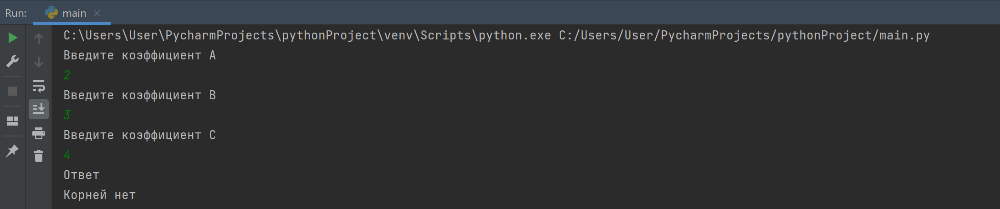 Run: main
C:\Users\User\PycharmProjects\pythonProject\venv\Scripts\python.exe C:/Users/User/PycharmProjects/pythonProject/main.py
Введите коэффициент A
2
Введите коэффициент B
3
Введите коэффициент C
4
Ответ
Корней нет